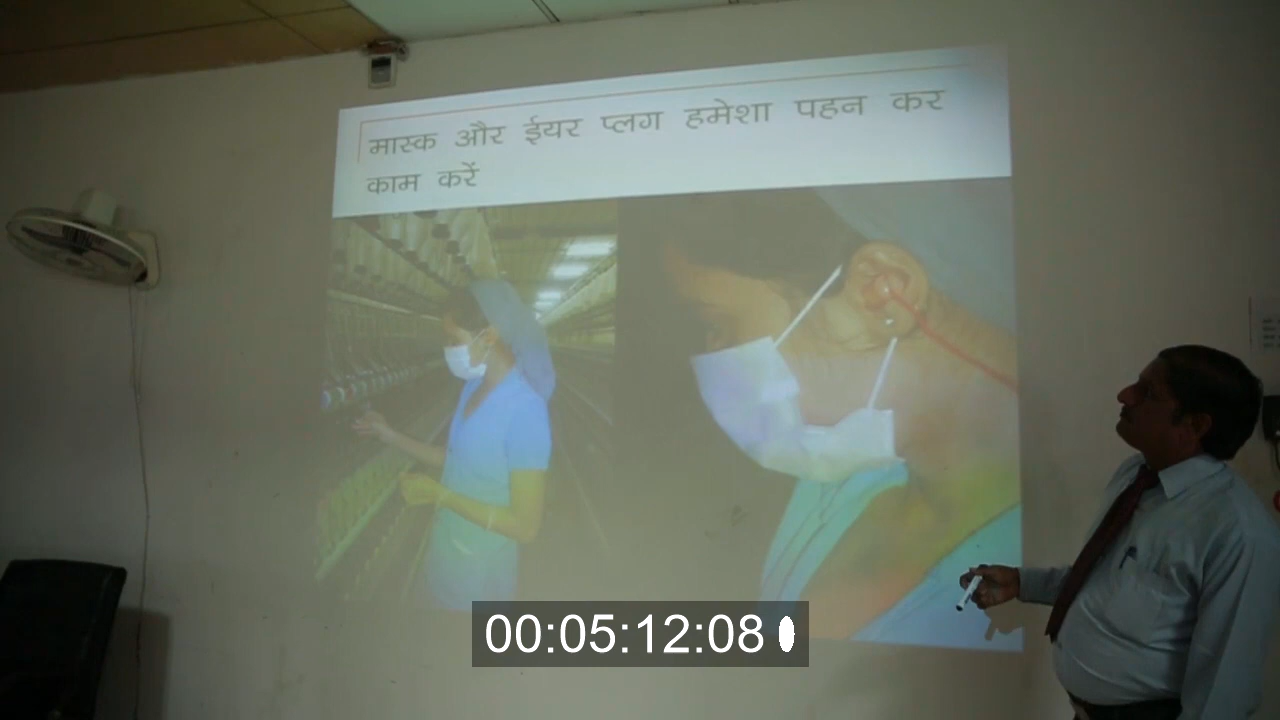 मास्क और ईयर प्लग हमेशा पहन कर
काम करें
00:05:12:08